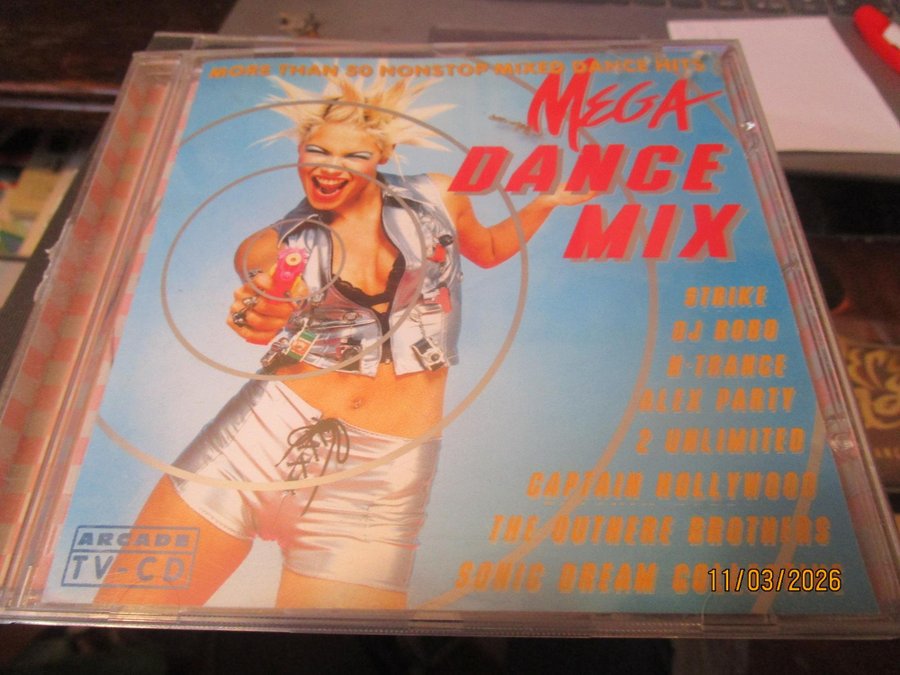 MORE THAN 50 NONSTOP MIXED DANCE HITS
MEGA
DANCE
MIX
STRIKE
DJ BOBO
N-TRANCE
ALEX PARTY
2 UNLIMITED
CAPTAIN HOLLYWOOD
THE OUTHERE BROTHERS
SONIC DREAM
ARCADE
TV-CD
11/03/2026